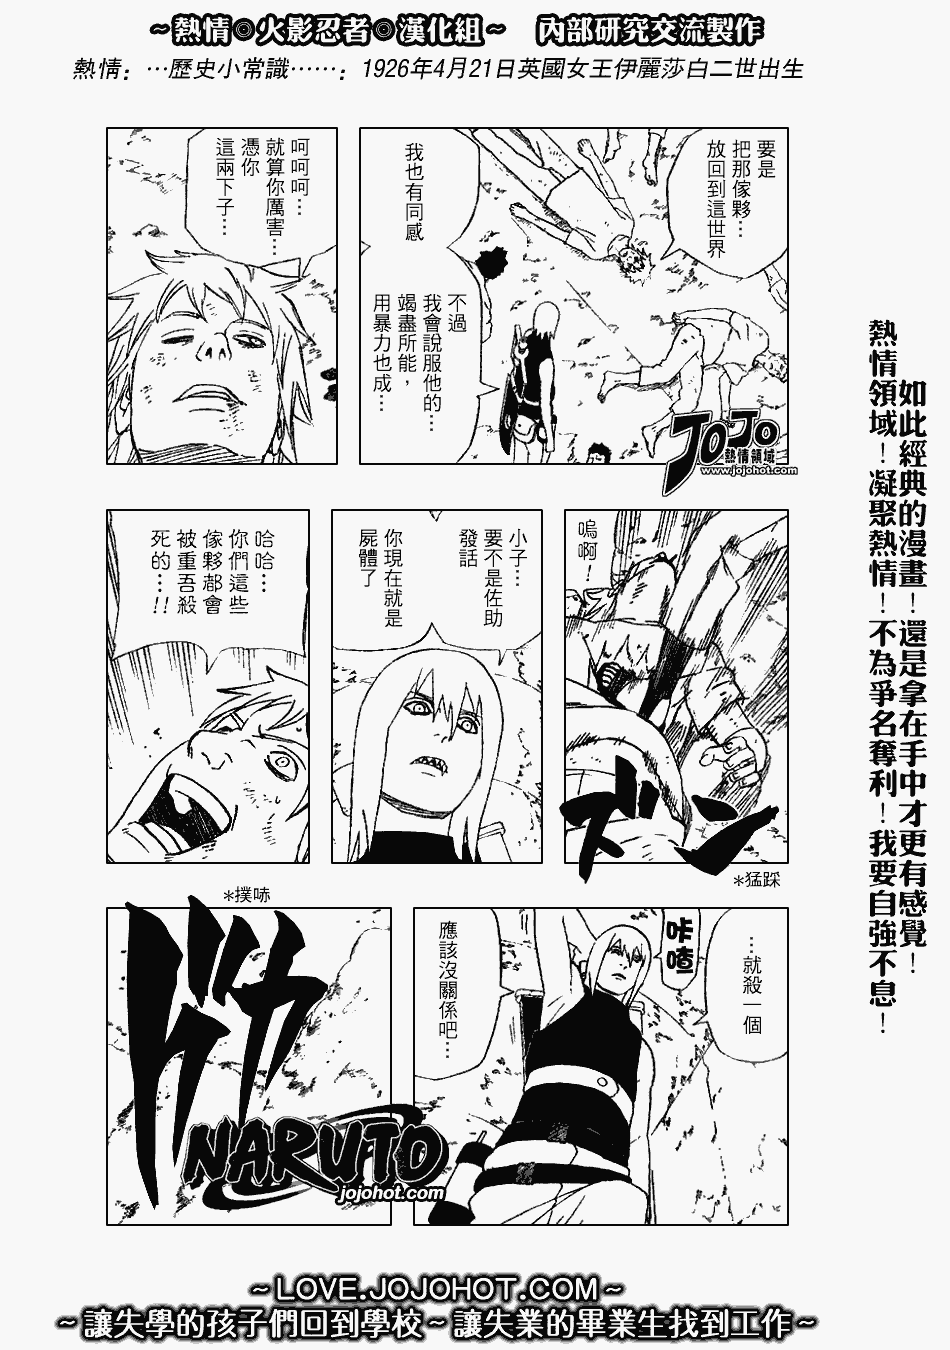 ~熱情◎火影忍者◎漢化組~ 內部研究交流製作
熱情：…歷史小常識……：1926年4月21日英國女王伊麗莎白二世出生
要是
把那傢夥…
放回到這世界
我也有同感
不過
我會說服他的…
竭盡所能，
用暴力也成…
呵呵呵…
就算你厲害…
憑你
這兩下子…
JOJO
熱情領域
www.jojohot.com
嗚啊！
ズン
*猛踩
小子…
要不是佐助
發話
你現在就是
屍體了
哈哈…
你們這些
傢夥都會
被重吾殺
死的…!!
…就殺一個
咔喳
應該沒關係吧…
*撲哧
ドカ
NARUTO
jojohot.com
如此經典的漫畫！還是拿在手中才更有感覺！
熱情領域！凝聚熱情！不為爭名奪利！我要自強不息！
~LOVE.JOJOHOT.COM~
~讓失學的孩子們回到學校~讓失業的畢業生找到工作~